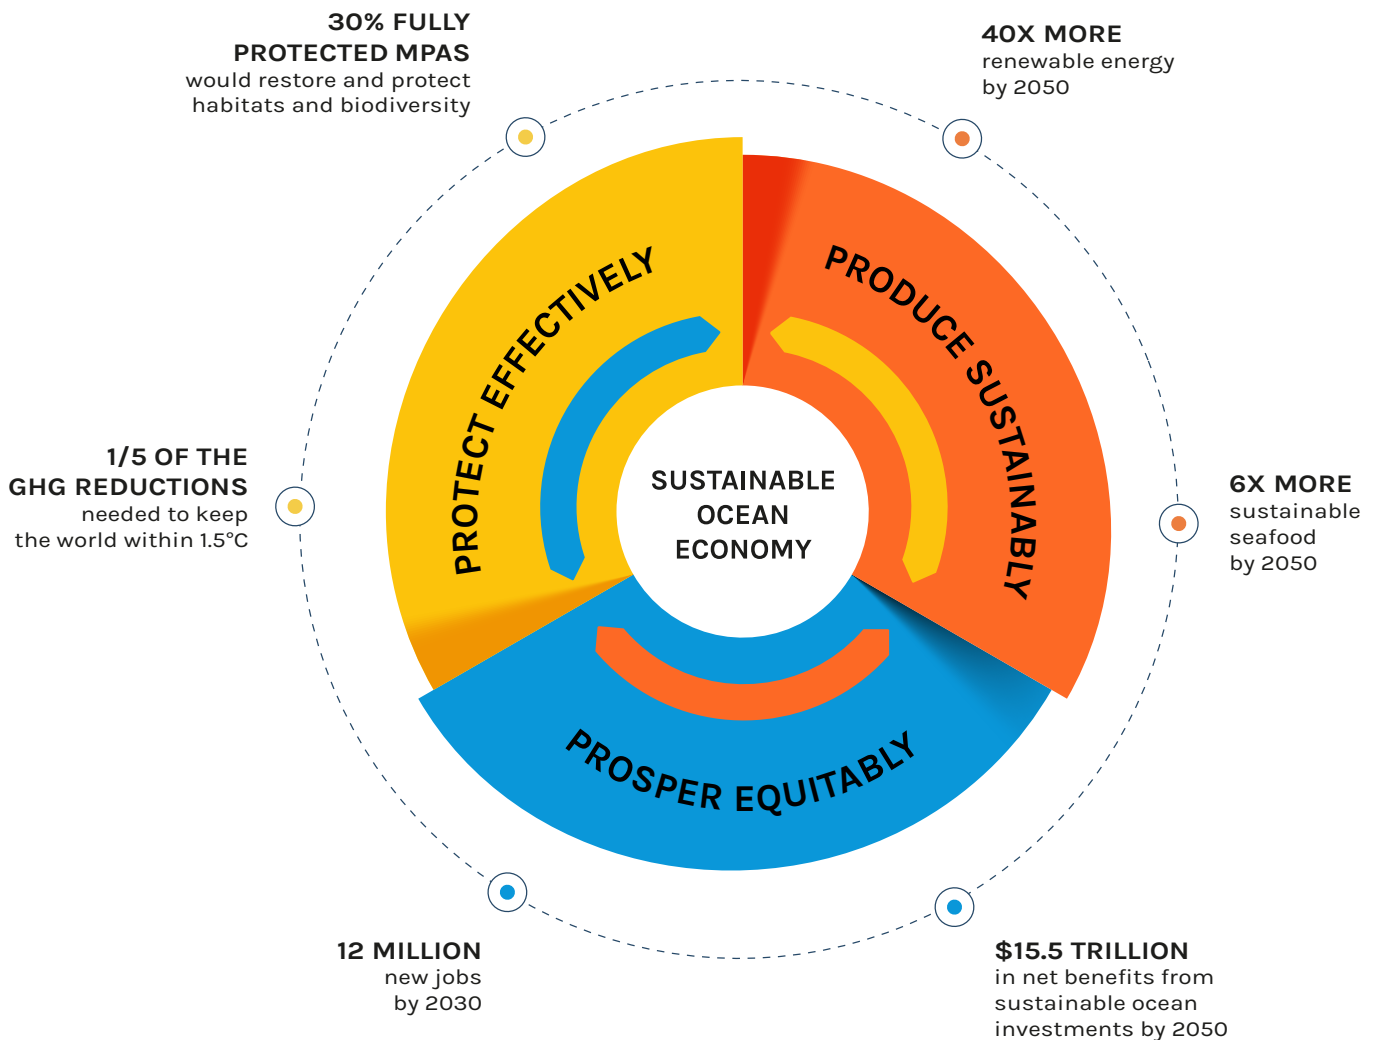 30% FULLY
PROTECTED MPAS
would restore and protect
habitats and biodiversity
40X MORE
renewable energy
by 2050
PROTECT EFFECTIVELY
PRODUCE SUSTAINABLY
1/5 OF THE
GHG REDUCTIONS
needed to keep
the world within 1.5°C
SUSTAINABLE
OCEAN
ECONOMY
6X MORE
sustainable
seafood
by 2050
PROSPER EQUITABLY
12 MILLION
new jobs
by 2030
$15.5 TRILLION
in net benefits from
sustainable ocean
investments by 2050